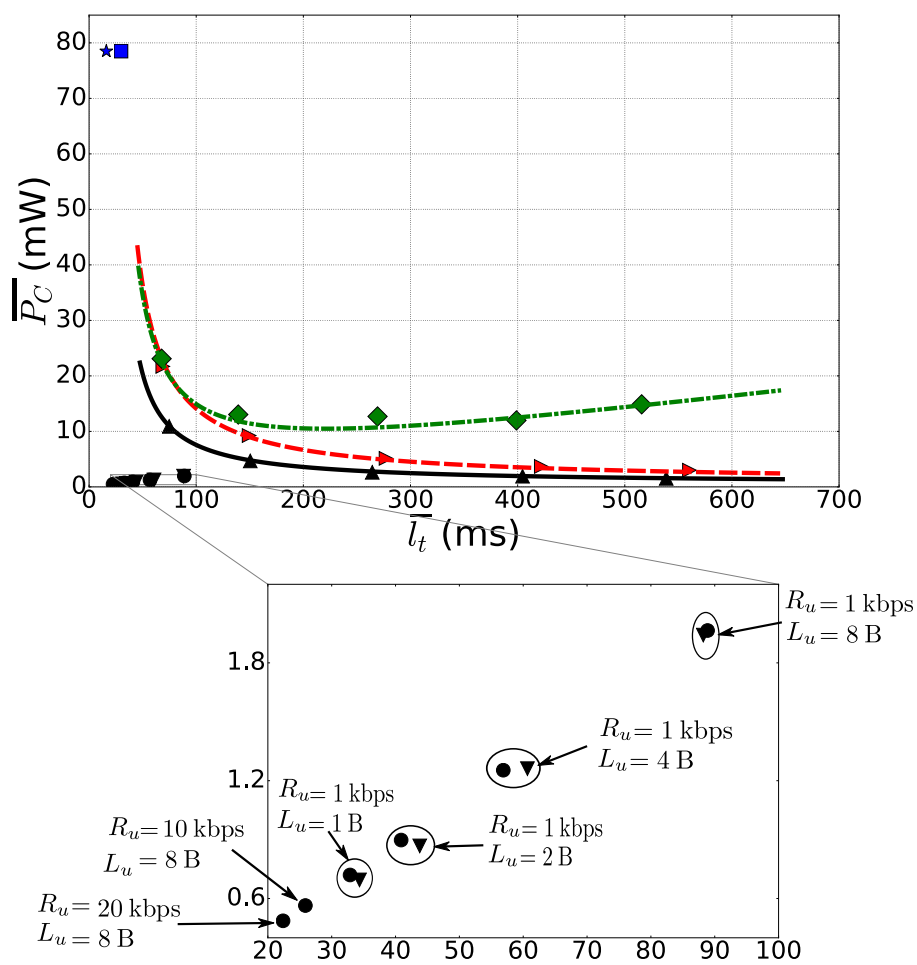 80
70
60
50
40
30
20
10
0
P_C (mW)
0 100 200 300 400 500 600 700
l_t (ms)
R_u = 1 kbps
L_u = 8 B
R_u = 1 kbps
L_u = 4 B
R_u = 1 kbps
L_u = 1 B
R_u = 1 kbps
L_u = 2 B
R_u = 10 kbps
L_u = 8 B
R_u = 20 kbps
L_u = 8 B
1.8
1.2
0.6
20 30 40 50 60 70 80 90 100